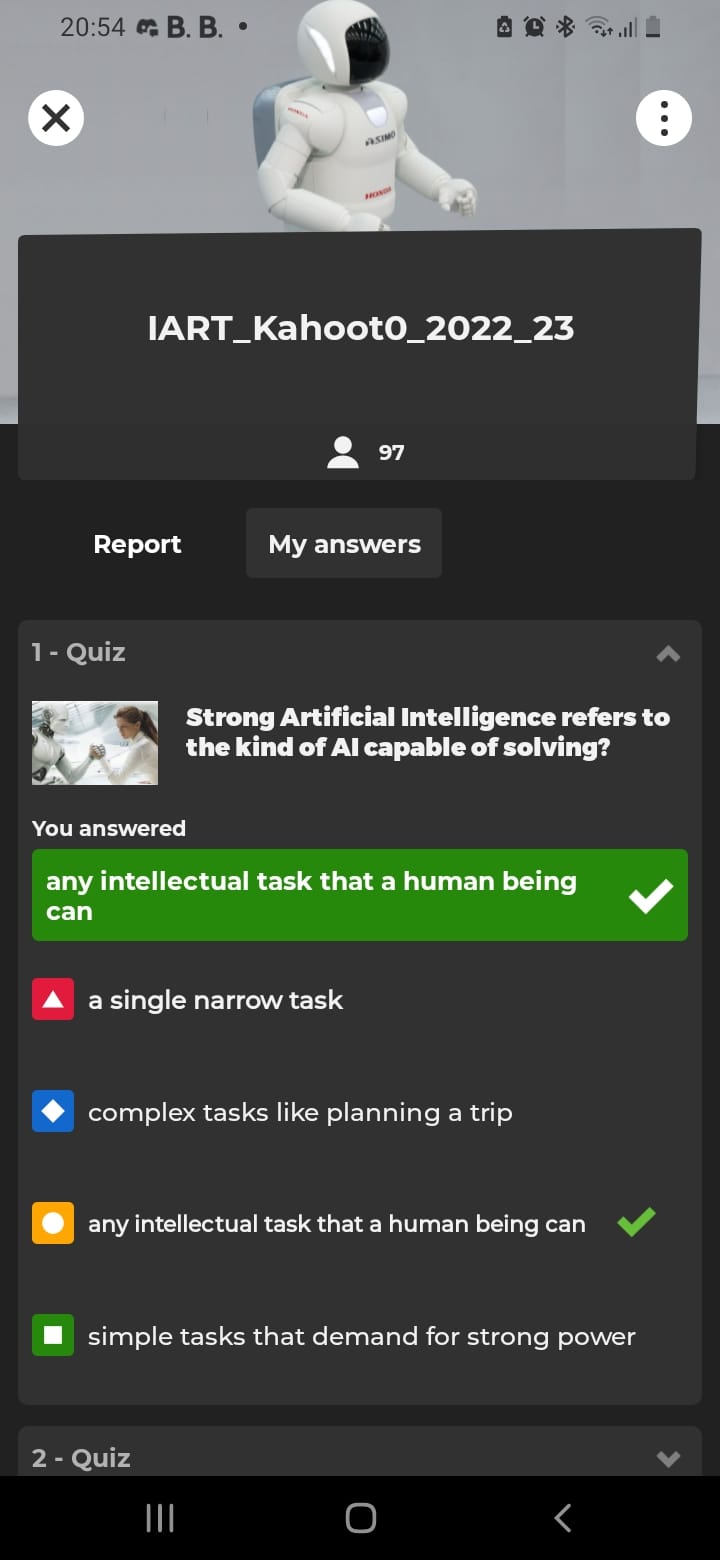 20:54 B. B. •
HONDA
ASIMO
HONDA
IART_Kahoot0_2022_23
97
Report
My answers
1 - Quiz
Strong Artificial Intelligence refers to
the kind of AI capable of solving?
You answered
any intellectual task that a human being
can
a single narrow task
complex tasks like planning a trip
any intellectual task that a human being can
simple tasks that demand for strong power
2 - Quiz